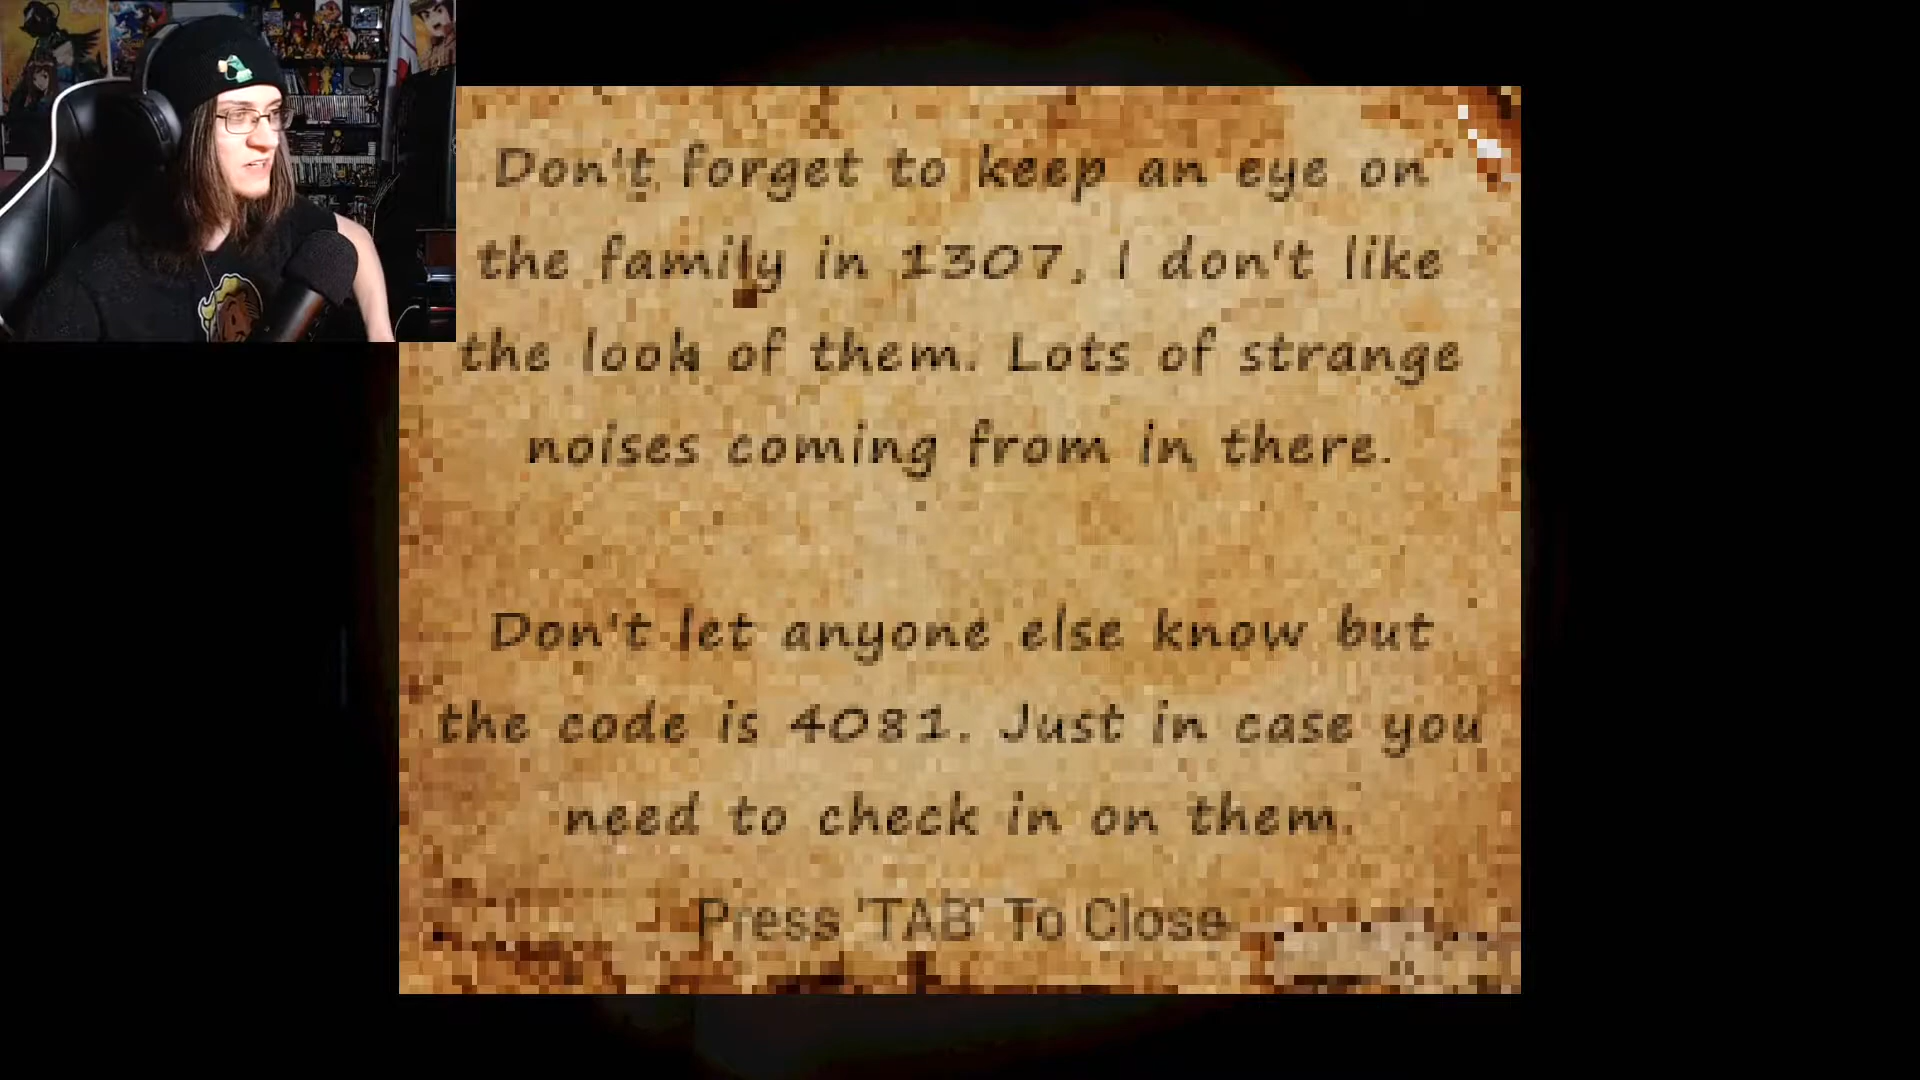 Don't forget to keep an eye on
the family in 1307, I don't like
the look of them. Lots of strange
noises coming from in there.
Don't let anyone else know but
the code is 4081. Just in case you
need to check in on them.
Press 'TAB' To Close